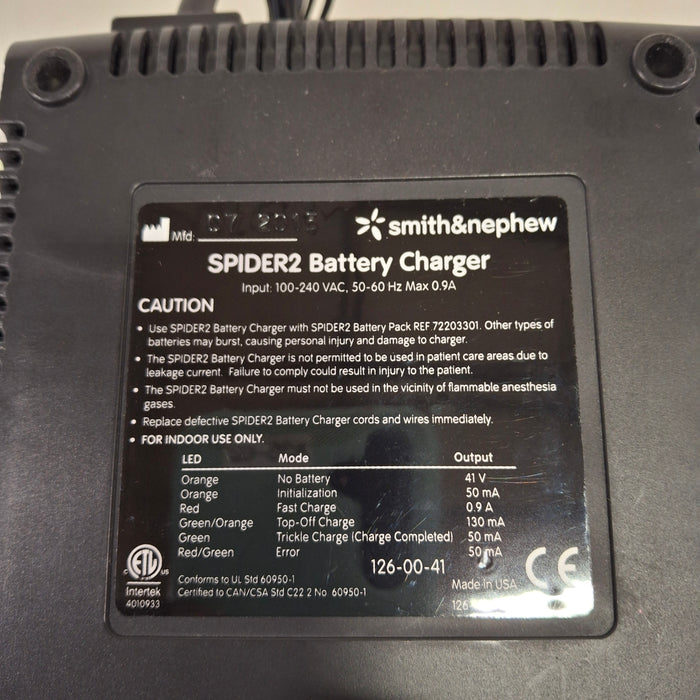 Mfd: 07 2015
smith&nephew
SPIDER2 Battery Charger
Input: 100-240 VAC, 50-60 Hz Max 0.9A
CAUTION
• Use SPIDER2 Battery Charger with SPIDER2 Battery Pack REF 72203301. Other types of
batteries may burst, causing personal injury and damage to charger.
• The SPIDER2 Battery Charger is not permitted to be used in patient care areas due to
leakage current. Failure to comply could result in injury to the patient.
• The SPIDER2 Battery Charger must not be used in the vicinity of flammable anesthesia
gases.
• Replace defective SPIDER2 Battery Charger cords and wires immediately.
• FOR INDOOR USE ONLY.
LED Mode Output
Orange No Battery 41 V
Orange Initialization 50 mA
Red Fast Charge 0.9 A
Green/Orange Top-Off Charge 130 mA
Green Trickle Charge (Charge Completed) 50 mA
Red/Green Error 50 mA
126-00-41
ETL
C US
Intertek
4010933
Conforms to UL Std 60950-1
Certified to CAN/CSA Std C22 2 No 60950-1
Made in USA
CE